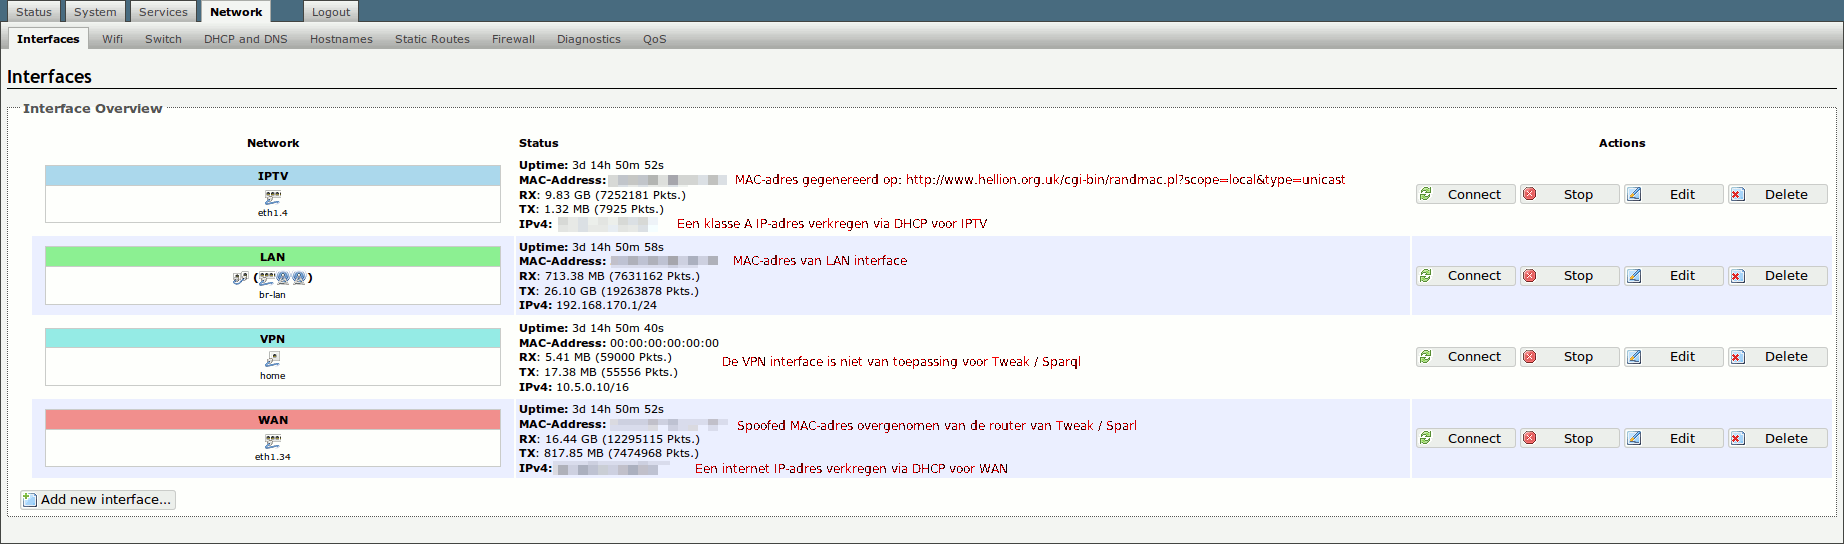 Status System Services Network Logout
Interfaces Wifi Switch DHCP and DNS Hostnames Static Routes Firewall Diagnostics QoS
Interfaces
Interface Overview
Network Status Actions
IPTV
eth1.4
Uptime: 3d 14h 50m 52s
MAC-Address: MAC-adres gegenereerd op: http://www.hellion.org.uk/cgi-bin/randmac.pl?scope=local&type=unicast
RX: 9.83 GB (7252181 Pkts.)
TX: 1.32 MB (7925 Pkts.)
IPv4: Een klasse A IP-adres verkregen via DHCP voor IPTV
Connect Stop Edit Delete
LAN
( )
br-lan
Uptime: 3d 14h 50m 58s
MAC-Address: MAC-adres van LAN interface
RX: 713.38 MB (7631162 Pkts.)
TX: 26.10 GB (19263878 Pkts.)
IPv4: 192.168.170.1/24
Connect Stop Edit Delete
VPN
home
Uptime: 3d 14h 50m 40s
MAC-Address: 00:00:00:00:00:00
RX: 5.41 MB (59000 Pkts.)
De VPN interface is niet van toepassing voor Tweak / Sparql
TX: 17.38 MB (55556 Pkts.)
IPv4: 10.5.0.10/16
Connect Stop Edit Delete
WAN
eth1.34
Uptime: 3d 14h 50m 52s
MAC-Address: Spoofed MAC-adres overgenomen van de router van Tweak / Sparl
RX: 16.44 GB (12295115 Pkts.)
TX: 817.85 MB (7474968 Pkts.)
IPv4: Een internet IP-adres verkregen via DHCP voor WAN
Connect Stop Edit Delete
Add new interface...